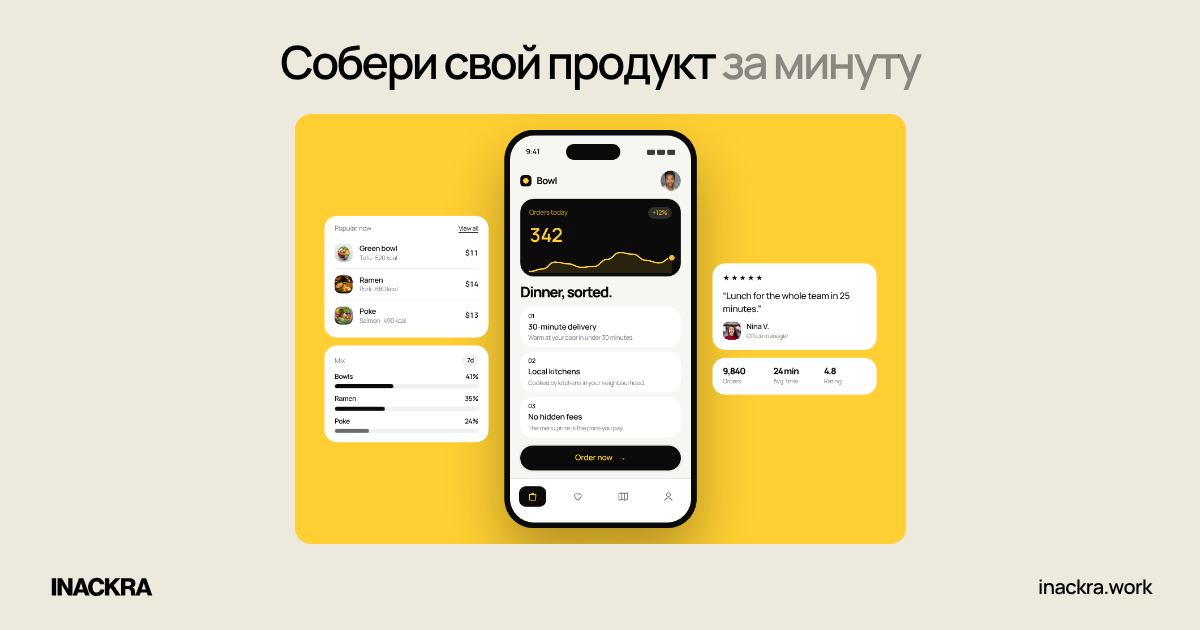 Собери свой продукт за минуту
Popular now View all
Green bowl
Tofu · 520 kcal
$11
Ramen
Pork · 680 kcal
$14
Poke
Salmon · 490 kcal
$13
Mix 7d
Bowls 41%
Ramen 35%
Poke 24%
9:41
Bowl
Orders today +12%
342
Dinner, sorted.
01
30-minute delivery
Warm at your door in under 30 minutes.
02
Local kitchens
Cooked by kitchens in your neighbourhood.
03
No hidden fees
The menu price is the price you pay.
Order now →
★★★★★
“Lunch for the whole team in 25
minutes.”
Nina V.
Office manager
9,840 24 min 4.8
Orders Avg. time Rating
INACKRA
inackra.work